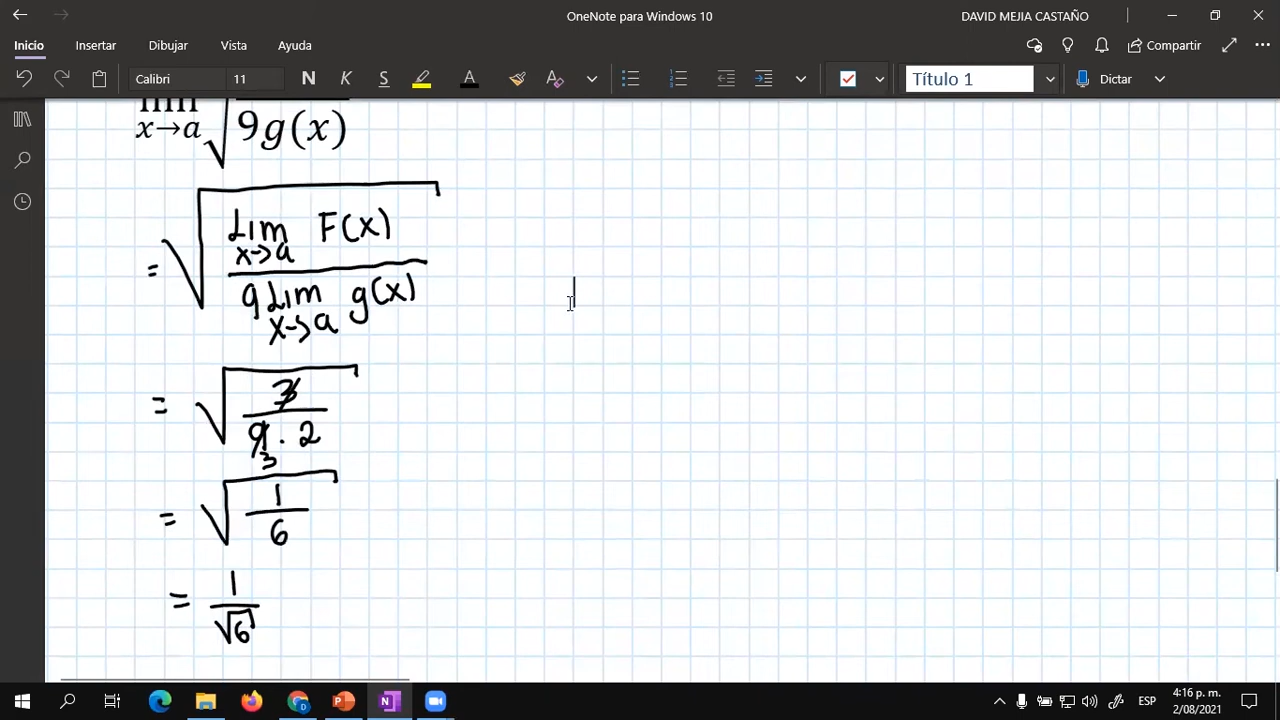 OneNote para Windows 10
DAVID MEJIA CASTAÑO
Inicio Insertar Dibujar Vista Ayuda
Compartir
Calibri 11 N K S A Título 1 Dictar
x→a √ 9g(x)
= √ Lim x→a F(x)
9 Lim x→a g(x)
= √ 3
9 · 2
3
= √ 1
6
= 1
√6
ESP
4:16 p. m.
2/08/2021